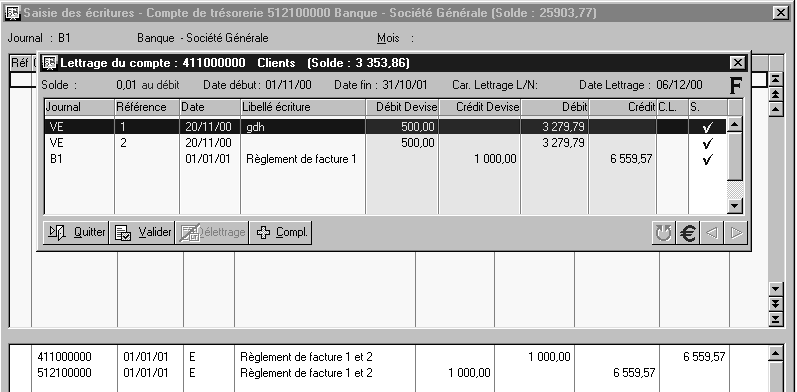 Saisie des écritures - Compte de trésorerie 512100000 Banque - Société Générale (Solde : 25903,77)
Journal : B1 Banque - Société Générale Mois :
Réf
Lettrage du compte : 411000000 Clients (Solde : 3 353,86)
Solde : 0,01 au débit Date début : 01/11/00 Date fin : 31/10/01 Car. Lettrage L/N: Date Lettrage : 06/12/00 F
Journal Référence Date Libellé écriture Débit Devise Crédit Devise Débit Crédit C.L. S.
VE 1 20/11/00 gdh 500,00 3 279,79
VE 2 20/11/00 500,00 3 279,79
B1 01/01/01 Règlement de facture 1 1 000,00 6 559,57
Quitter Valider Délettrage Compl. €
411000000 01/01/01 E Règlement de facture 1 et 2 1 000,00 6 559,57
512100000 01/01/01 E Règlement de facture 1 et 2 1 000,00 6 559,57